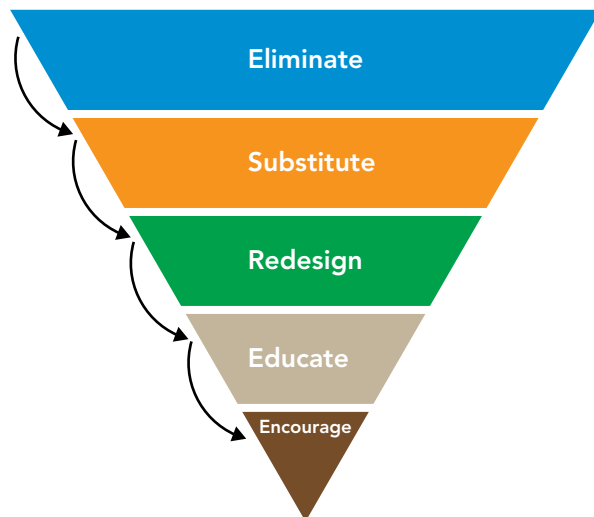 Eliminate
Substitute
Redesign
Educate
Encourage